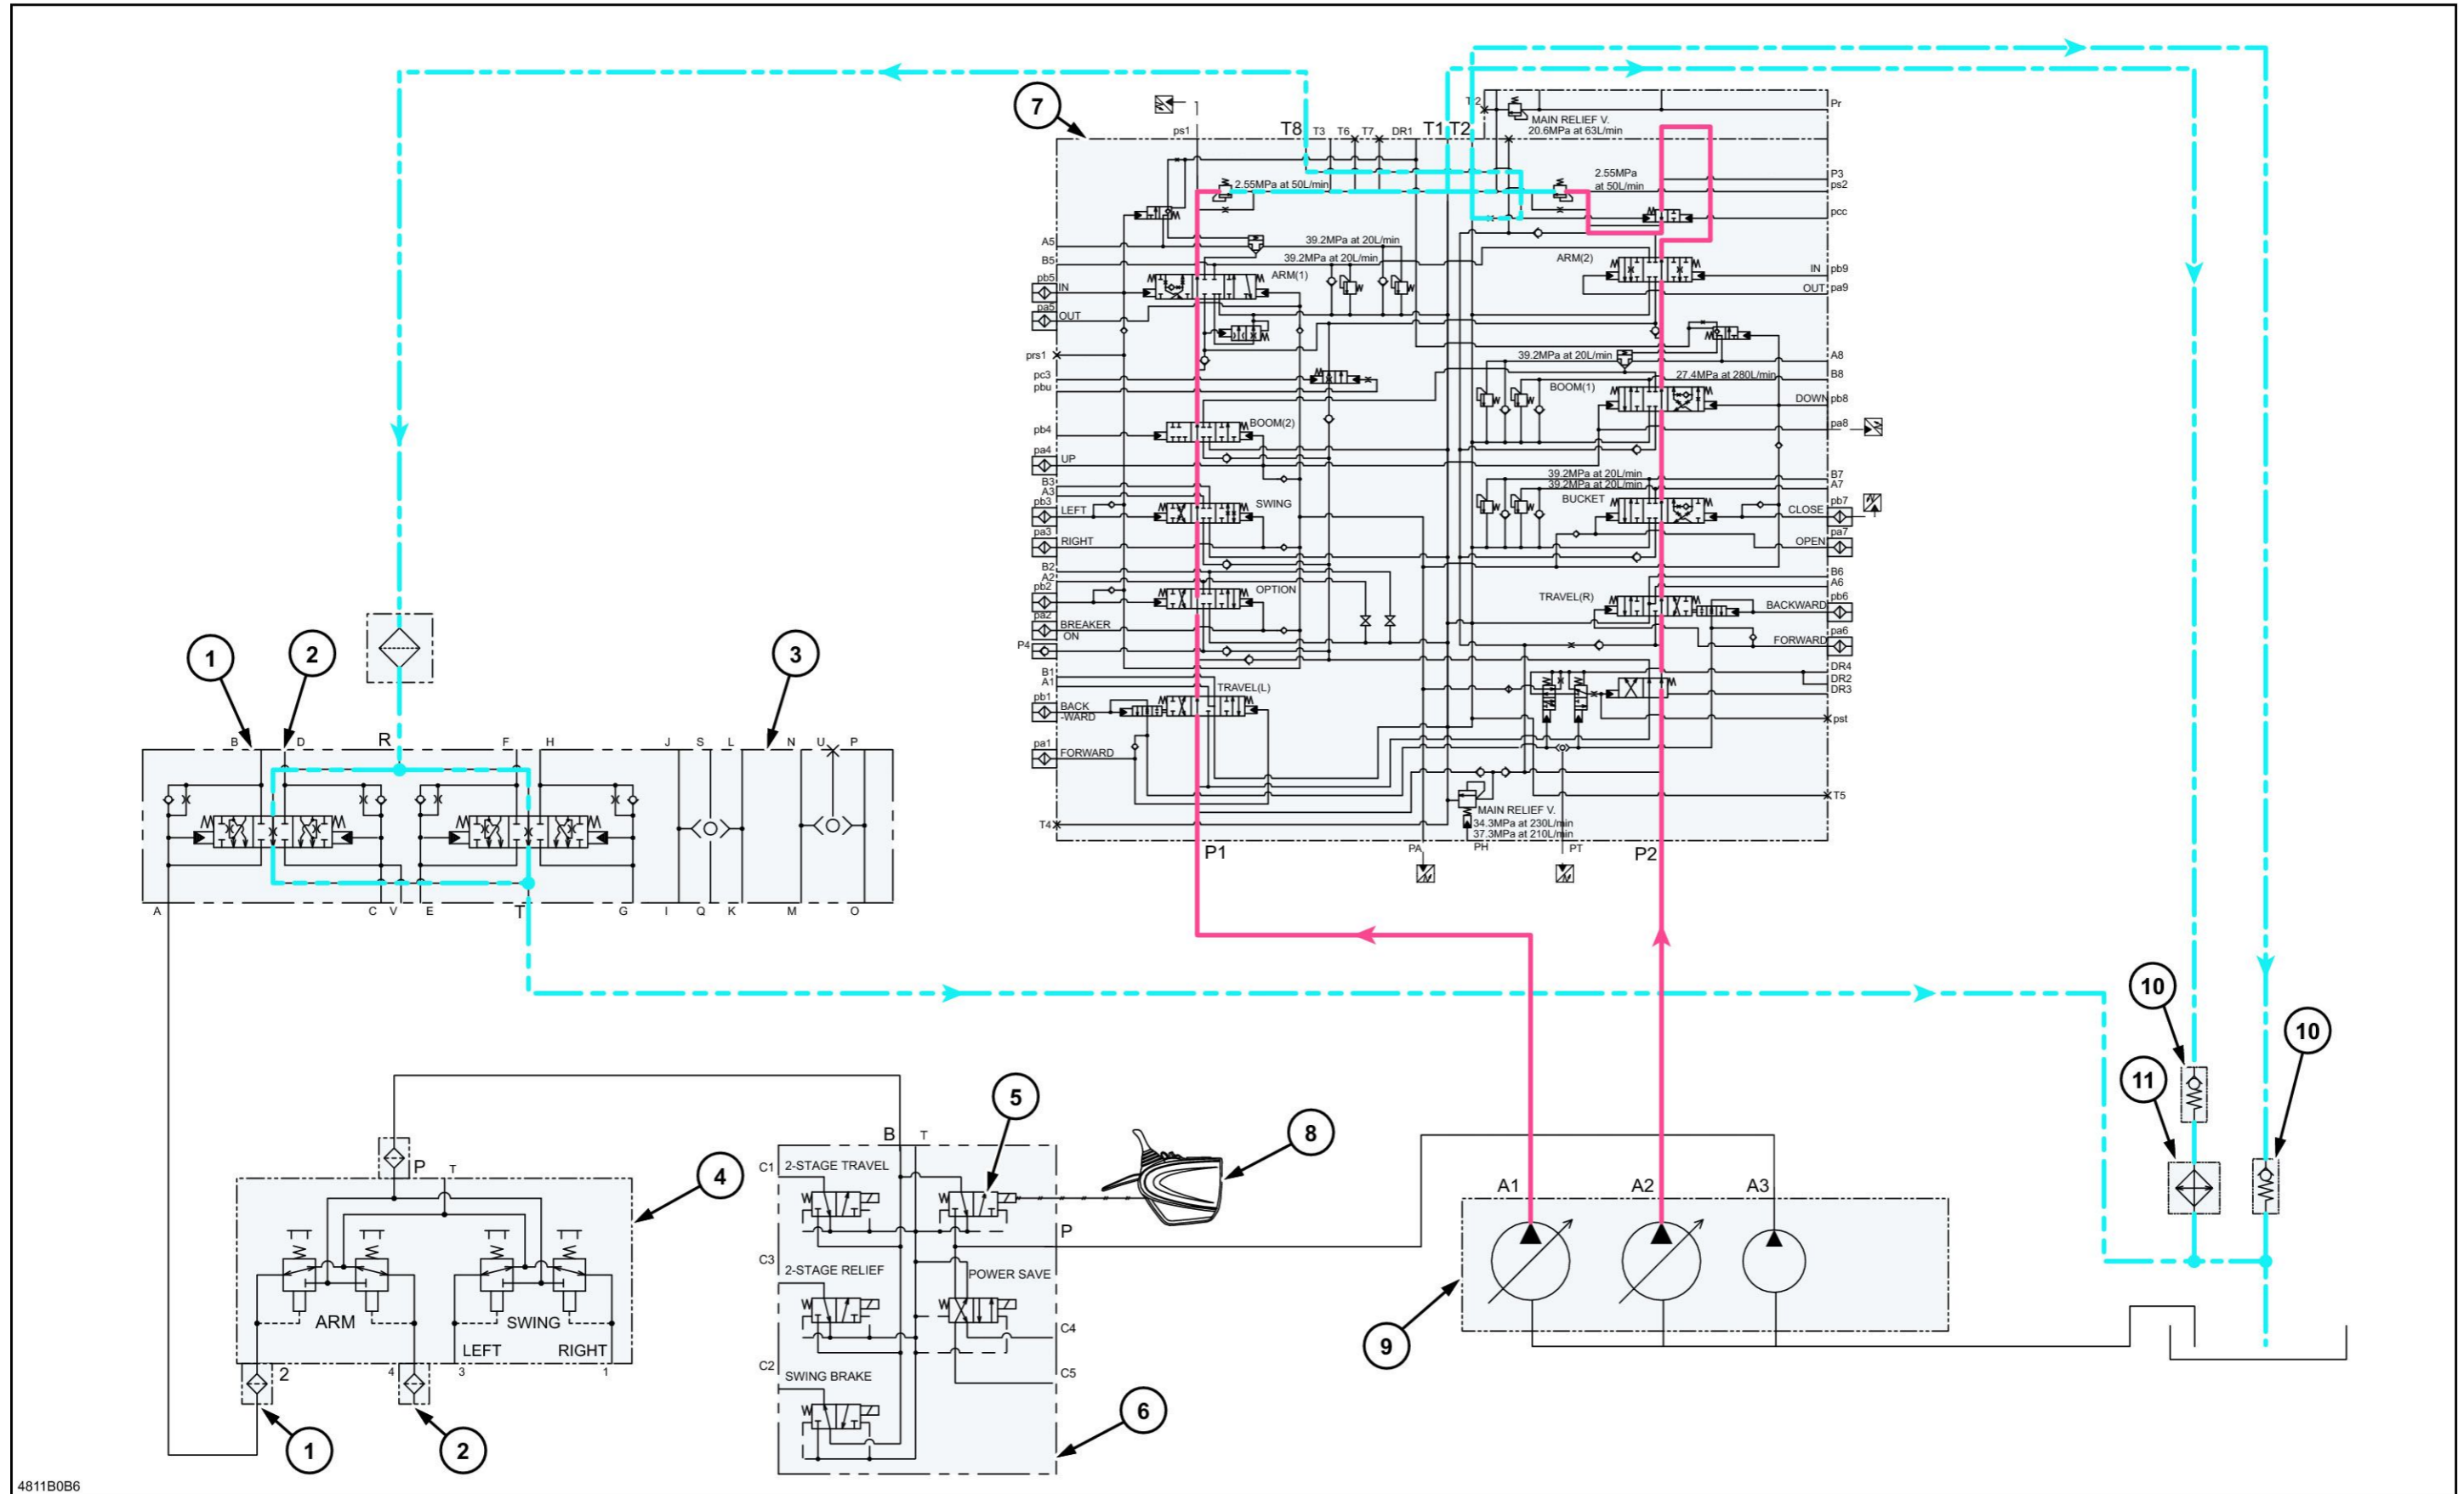 7
ps1
T8
T3
T6
T7
DR1
T1
T2
Pr
MAIN RELIEF V.
20.6MPa at 63L/min
2.55MPa at 50L/min
2.55MPa
at 50L/min
P3
ps2
pcc
A5
39.2MPa at 20L/min
B5
39.2MPa at 20L/min
ARM(1)
ARM(2)
pb5
IN
IN
pb9
pa5
OUT
OUT
pa9
prs1
39.2MPa at 20L/min
A8
pc3
27.4MPa at 280L/min
B8
pbu
BOOM(1)
DOWN
pb8
pb4
BOOM(2)
pa8
pa4
UP
B3
A3
39.2MPa at 20L/min
39.2MPa at 20L/min
B7
A7
pb3
LEFT
SWING
BUCKET
CLOSE
pb7
pa3
RIGHT
OPEN
pa7
B2
A2
B6
A6
pb2
OPTION
TRAVEL(R)
BACKWARD
pb6
pa2
BREAKER
ON
FORWARD
pa6
P4
B1
A1
DR4
DR2
DR3
pb1
BACK
-WARD
TRAVEL(L)
pst
pa1
FORWARD
T5
MAIN RELIEF V.
34.3MPa at 230L/min
37.3MPa at 210L/min
T4
P1
PA
PH
PT
P2
1
2
3
B
D
R
F
H
J
S
L
N
U
P
A
C
V
E
T
G
I
Q
K
M
O
10
10
11
5
8
B
T
C1
2-STAGE TRAVEL
P
C3
2-STAGE RELIEF
POWER SAVE
C4
C2
C5
SWING BRAKE
6
P
T
4
ARM
SWING
LEFT
RIGHT
2
4
3
1
1
2
A1
A2
A3
9
4811B0B6